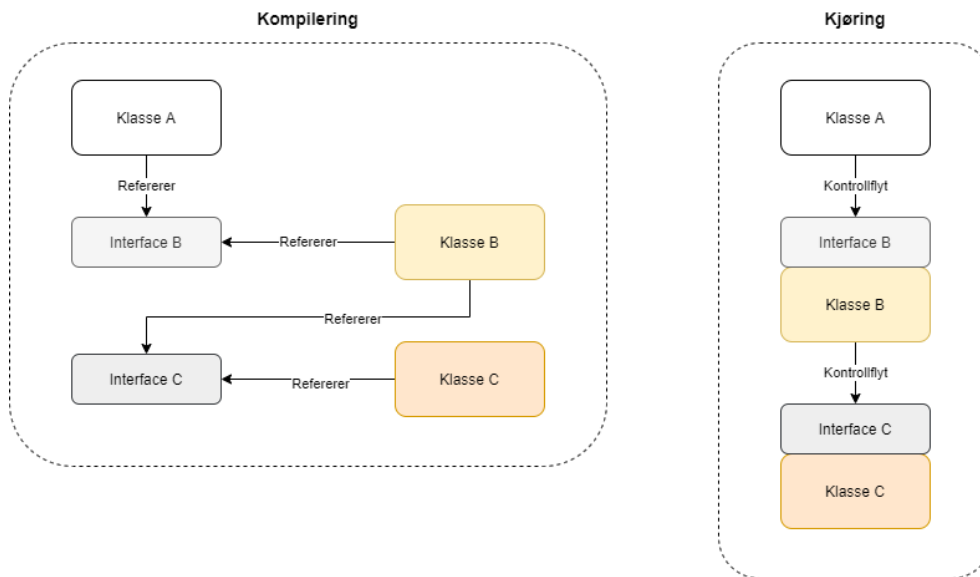 Kompilering
Klasse A
Refererer
Interface B
Refererer
Klasse B
Refererer
Interface C
Refererer
Klasse C
Kjøring
Klasse A
Kontrollflyt
Interface B
Klasse B
Kontrollflyt
Interface C
Klasse C